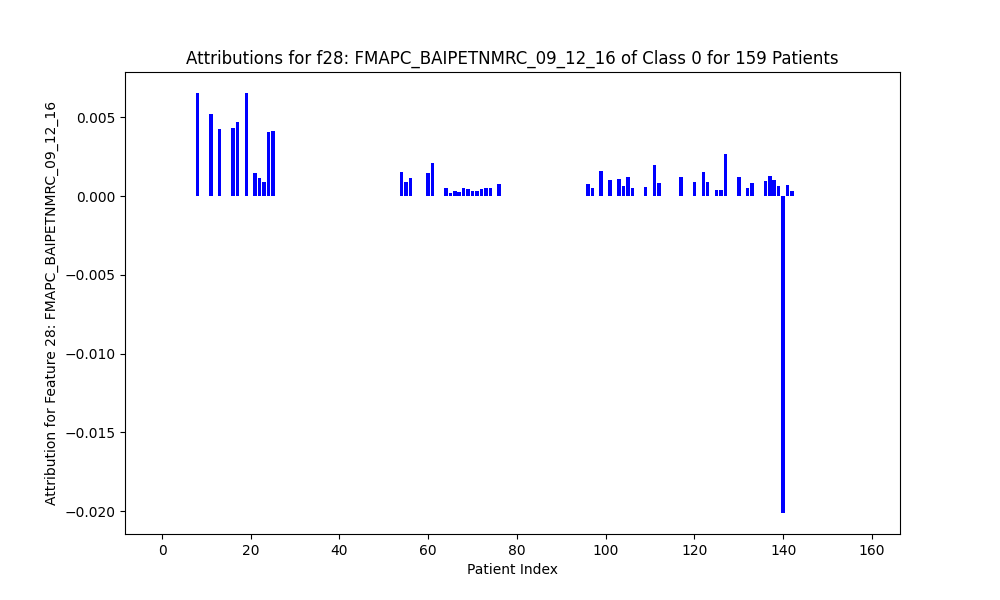 Attributions for f28: FMAPC_BAIPETNMRC_09_12_16 of Class 0 for 159 Patients
Attribution for Feature 28: FMAPC_BAIPETNMRC_09_12_16
0.005
0.000
−0.005
−0.010
−0.015
−0.020
0 20 40 60 80 100 120 140 160
Patient Index